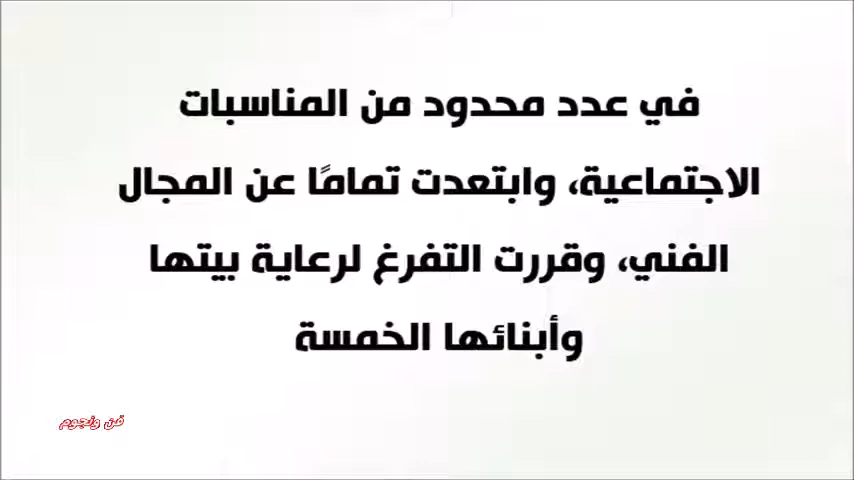 في عدد محدود من المناسبات
الاجتماعية، وابتعدت تمامًا عن المجال
الفني، وقررت التفرغ لرعاية بيتها
وأبنائها الخمسة
فن ونجوم